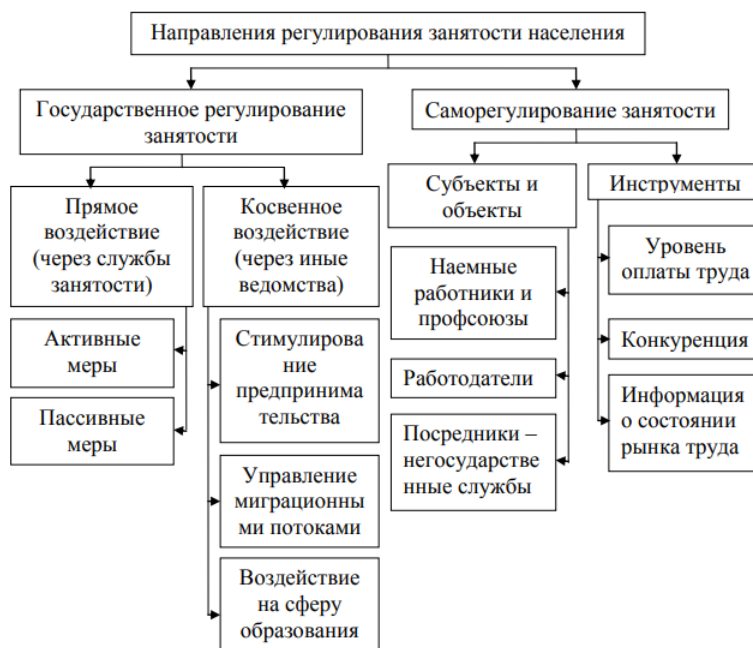 Направления регулирования занятости населения
Государственное регулирование
занятости
Саморегулирование занятости
Прямое
воздействие
(через службы
занятости)
Косвенное
воздействие
(через иные
ведомства)
Субъекты и
объекты
Инструменты
Активные
меры
Пассивные
меры
Стимулирова
ние
предпринима
тельства
Управление
миграционны
ми потоками
Воздействие
на сферу
образования
Наемные
работники и
профсоюзы
Работодатели
Посредники –
негосударстве
нные службы
Уровень
оплаты труда
Конкуренция
Информация
о состоянии
рынка труда